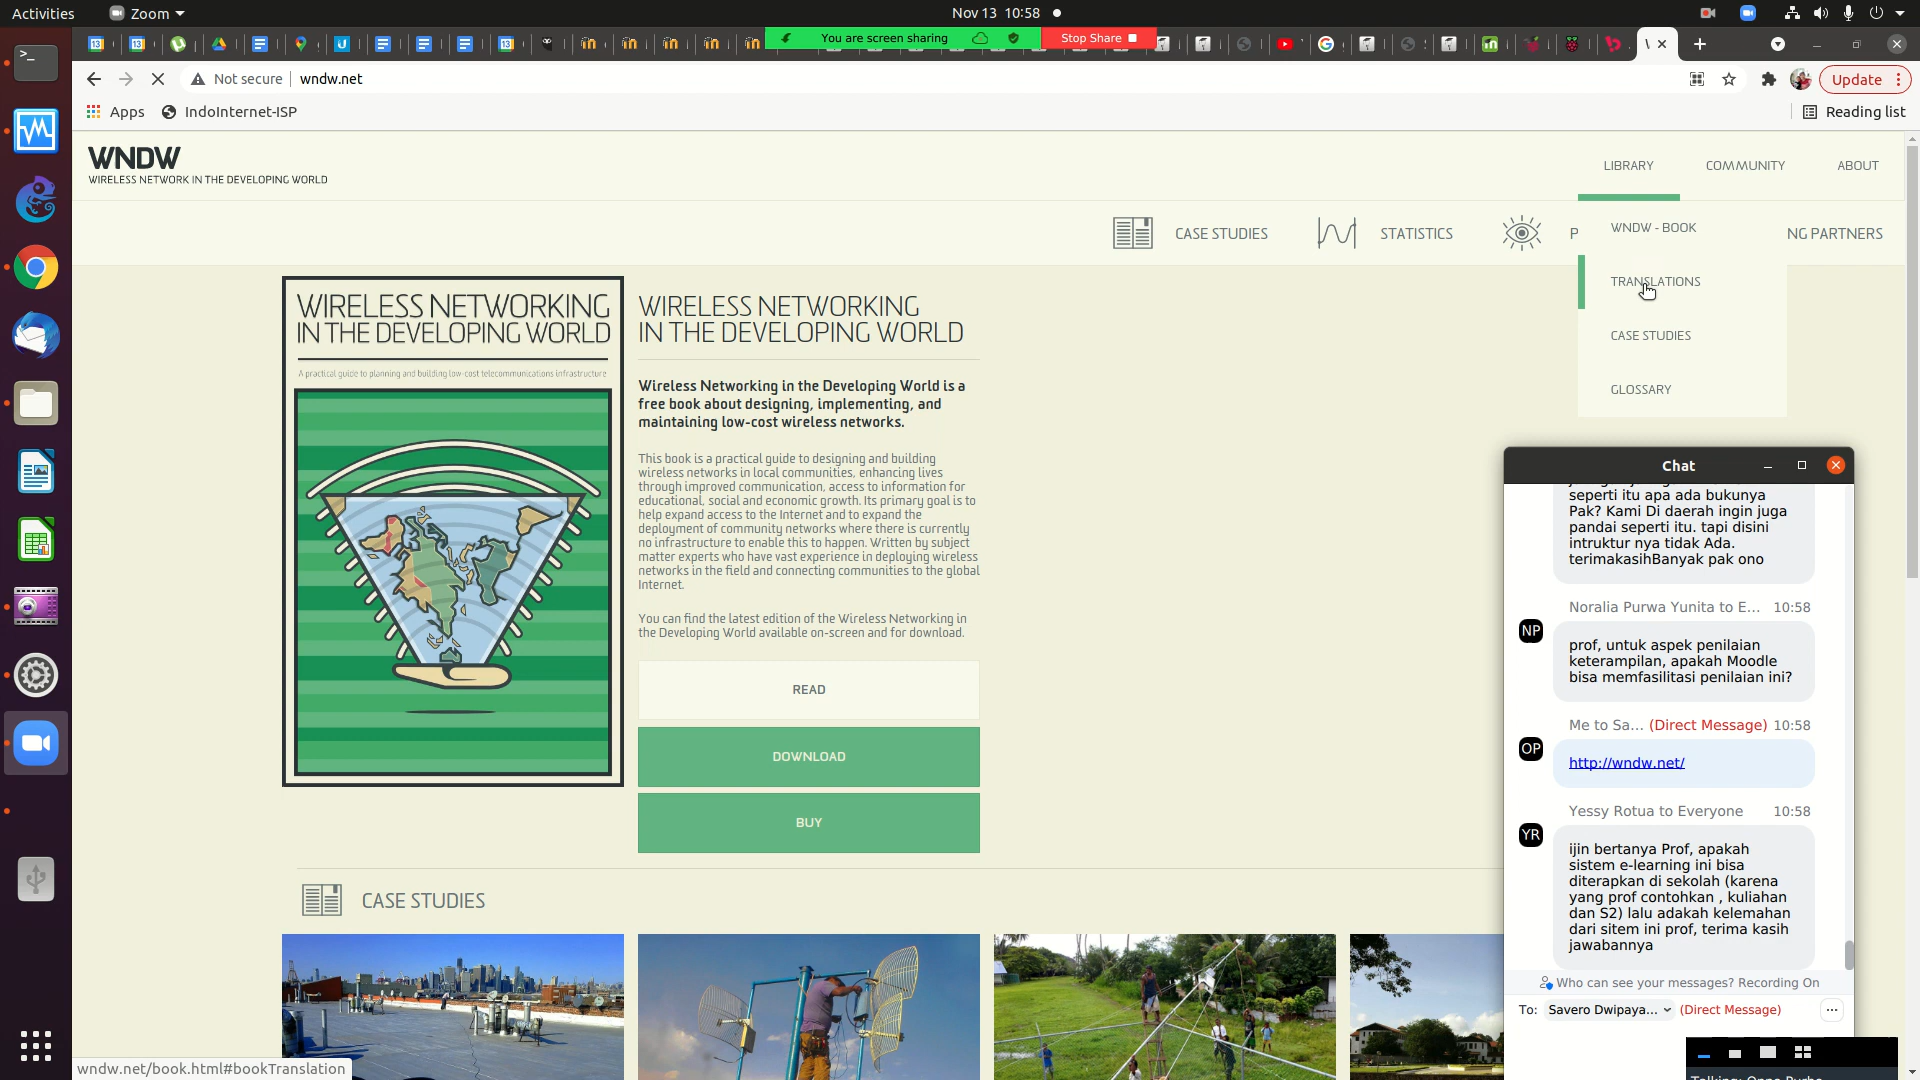 Activities
Zoom
Nov 13 10:58
You are screen sharing
Stop Share
Not secure
wndw.net
Update
Apps
IndoInternet-ISP
Reading list
WNDW
WIRELESS NETWORK IN THE DEVELOPING WORLD
LIBRARY
COMMUNITY
ABOUT
CASE STUDIES
STATISTICS
P
NG PARTNERS
WNDW - BOOK
TRANSLATIONS
CASE STUDIES
GLOSSARY
WIRELESS NETWORKING
IN THE DEVELOPING WORLD
A practical guide to planning and building low-cost telecommunications infrastructure
WIRELESS NETWORKING
IN THE DEVELOPING WORLD
Wireless Networking in the Developing World is a
free book about designing, implementing, and
maintaining low-cost wireless networks.
This book is a practical guide to designing and building
wireless networks in local communities, enhancing lives
through improved communication, access to information for
educational, social and economic growth. Its primary goal is to
help expand access to the Internet and to expand the
deployment of community networks where there is currently
no infrastructure to enable this to happen. Written by subject
matter experts who have vast experience in deploying wireless
networks in the field and connecting communities to the global
Internet.
You can find the latest edition of the Wireless Networking in
the Developing World available on-screen and for download.
READ
DOWNLOAD
BUY
CASE STUDIES
wndw.net/book.html#bookTranslation
Chat
seperti itu apa ada bukunya
Pak? Kami Di daerah ingin juga
pandai seperti itu. tapi disini
intruktur nya tidak Ada.
terimakasihBanyak pak ono
Noralia Purwa Yunita to E... 10:58
NP
prof, untuk aspek penilaian
keterampilan, apakah Moodle
bisa memfasilitasi penilaian ini?
Me to Sa... (Direct Message) 10:58
OP
http://wndw.net/
Yessy Rotua to Everyone 10:58
YR
ijin bertanya Prof, apakah
sistem e-learning ini bisa
diterapkan di sekolah (karena
yang prof contohkan , kuliahan
dan S2) lalu adakah kelemahan
dari sitem ini prof, terima kasih
jawabannya
Who can see your messages? Recording On
To: Savero Dwipaya... (Direct Message)